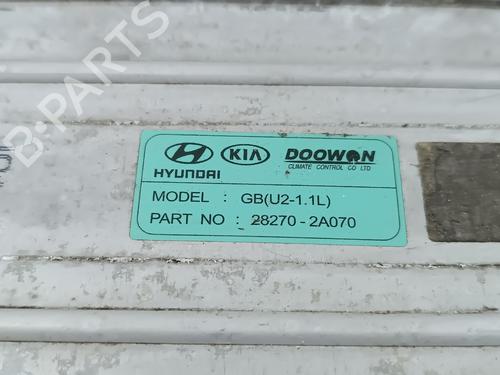 HYUNDAI
KIA
DOOWON
CLIMATE CONTROL CO LTD
MODEL : GB(U2-1.1L)
PART NO : 28270-2A070
B-PARTS